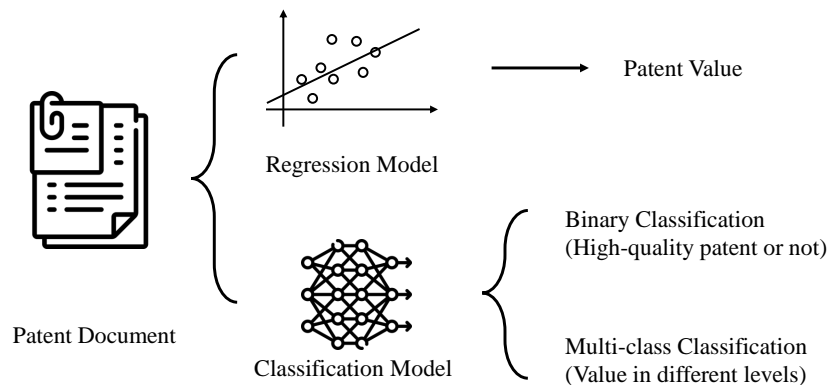 Patent Document
Regression Model
Patent Value
Classification Model
Binary Classification
(High-quality patent or not)
Multi-class Classification
(Value in different levels)